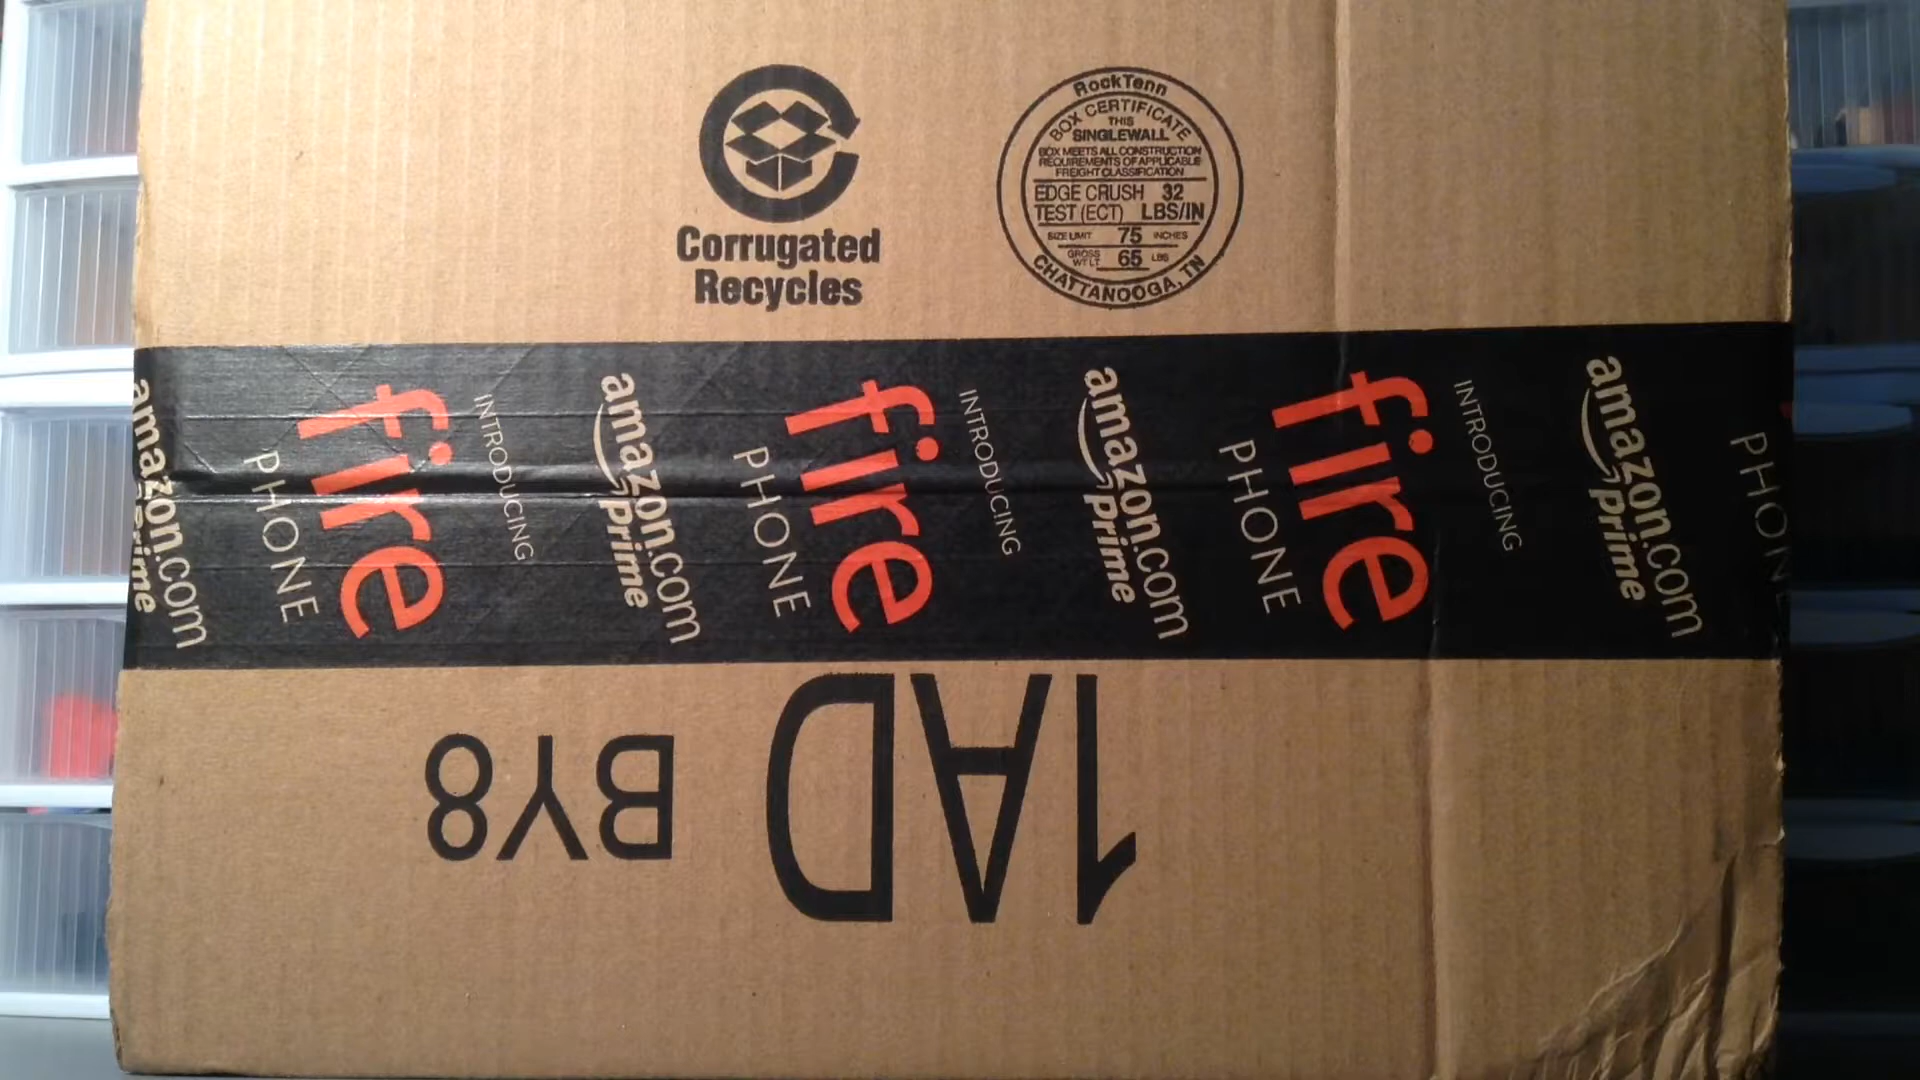 Corrugated
Recycles
RockTenn
BOX CERTIFICATE
THIS
SINGLEWALL
BOX MEETS ALL CONSTRUCTION
REQUIREMENTS OF APPLICABLE
FREIGHT CLASSIFICATION
EDGE CRUSH 32
TEST (ECT) LBS/IN
SIZE LIMIT 75 INCHES
GROSS
WT LT 65 LBS
CHATTANOOGA, TN
amazon.com
Prime
fire
PHONE
INTRODUCING
amazon.com
Prime
fire
PHONE
INTRODUCING
amazon.com
Prime
fire
PHONE
INTRODUCING
amazon.com
Prime
PHON
1AD BY8